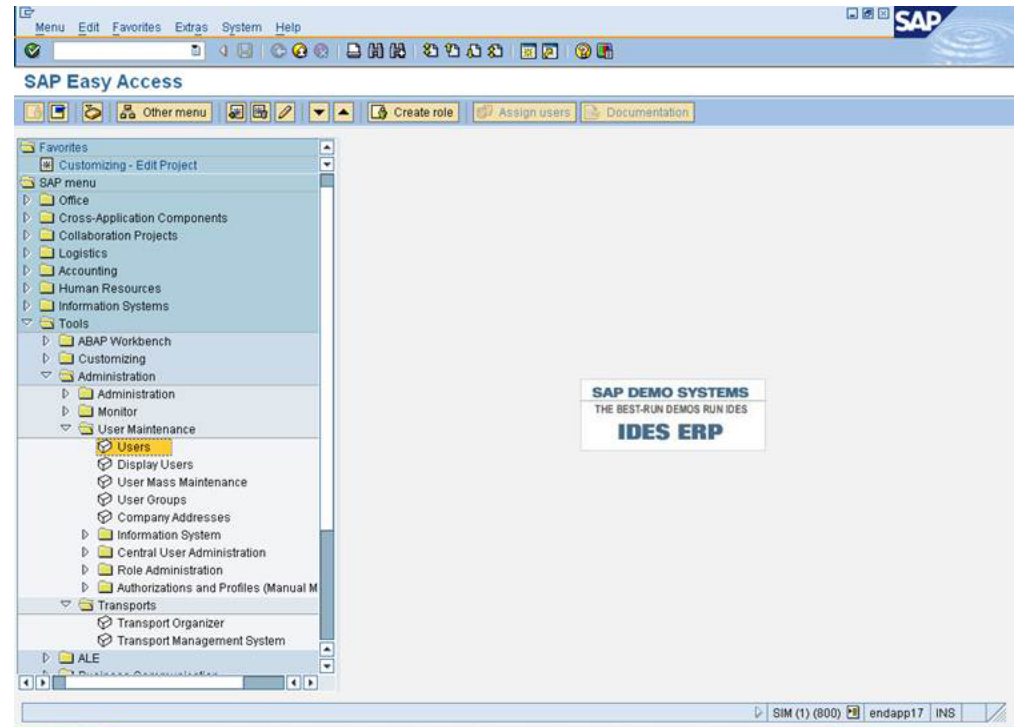 Menu Edit Favorites Extras System Help
SAP
SAP Easy Access
Other menu Create role Assign users Documentation
Favorites
Customizing - Edit Project
SAP menu
Office
Cross-Application Components
Collaboration Projects
Logistics
Accounting
Human Resources
Information Systems
Tools
ABAP Workbench
Customizing
Administration
Administration
Monitor
User Maintenance
Users
Display Users
User Mass Maintenance
User Groups
Company Addresses
Information System
Central User Administration
Role Administration
Authorizations and Profiles (Manual M
Transports
Transport Organizer
Transport Management System
ALE
SAP DEMO SYSTEMS
THE BEST-RUN DEMOS RUN IDES
IDES ERP
SIM (1) (800) endapp17 INS